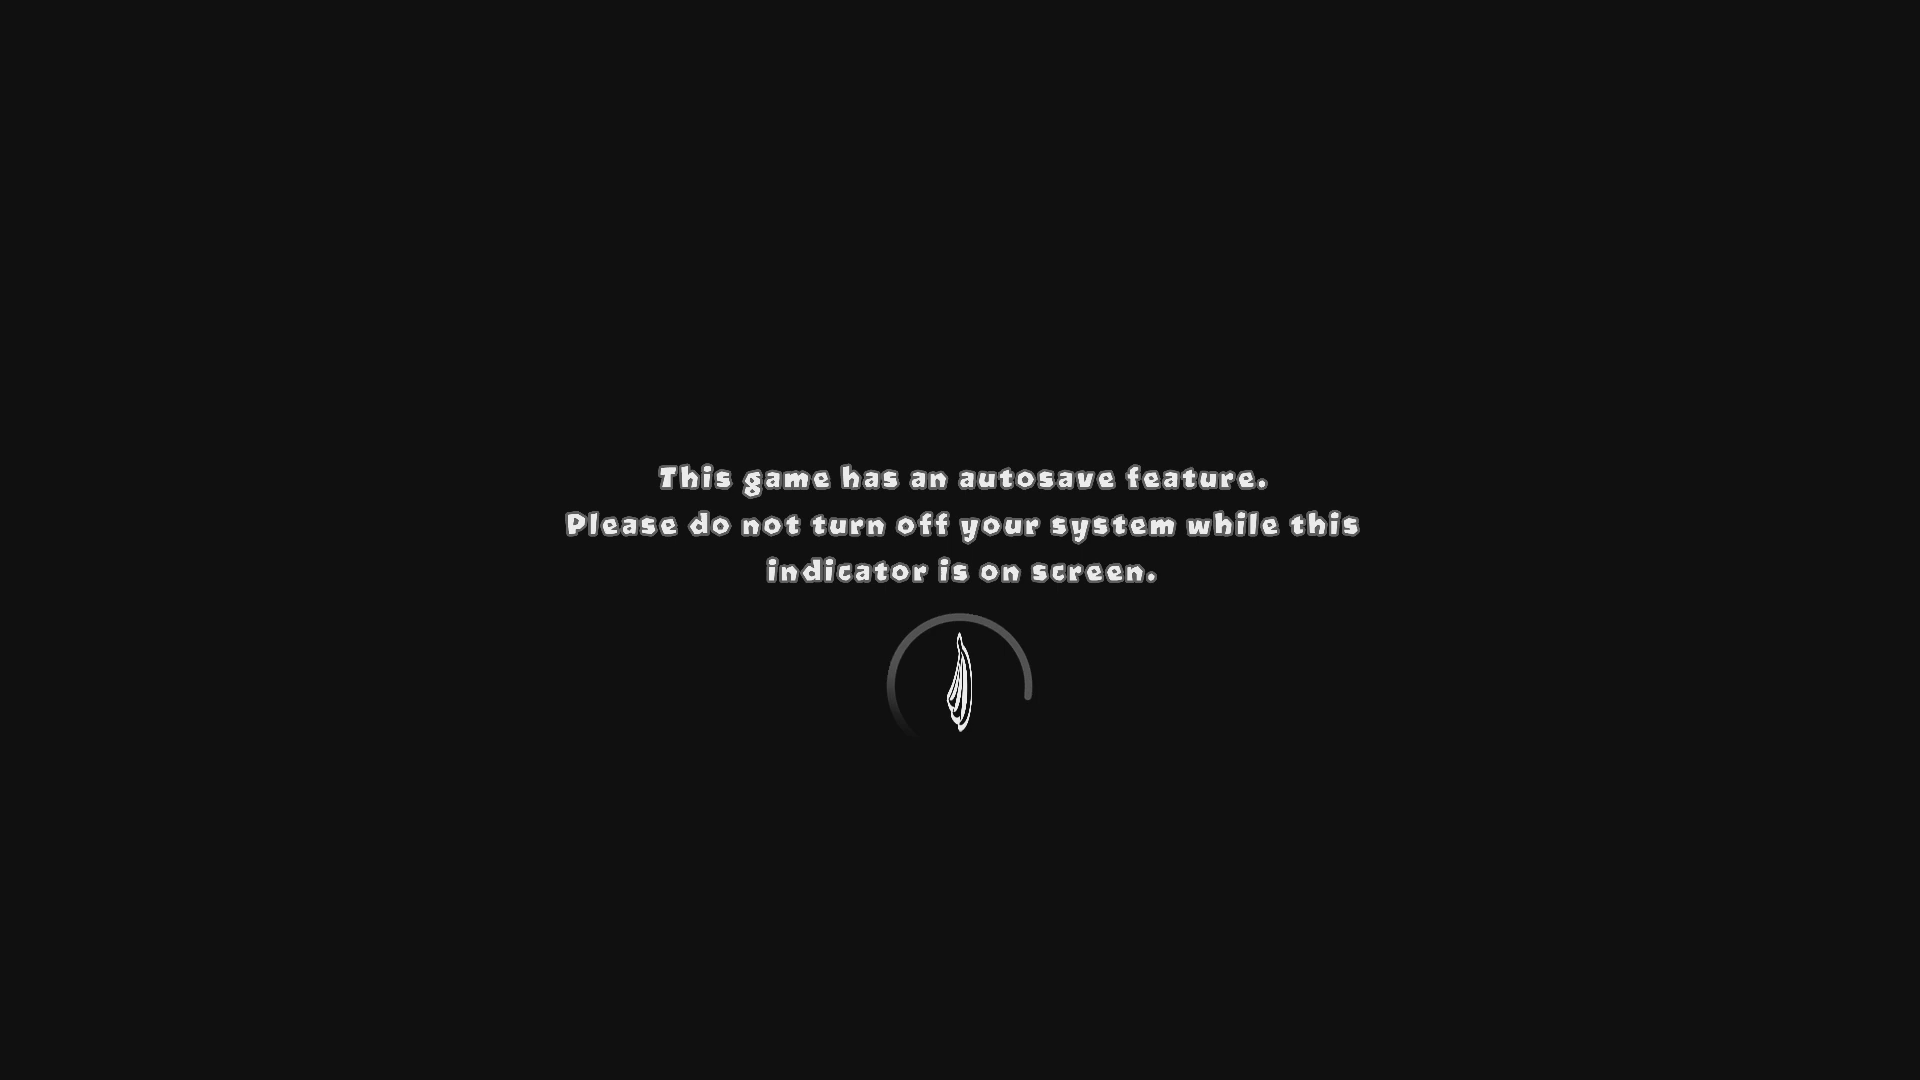 This game has an autosave feature.
Please do not turn off your system while this
indicator is on screen.